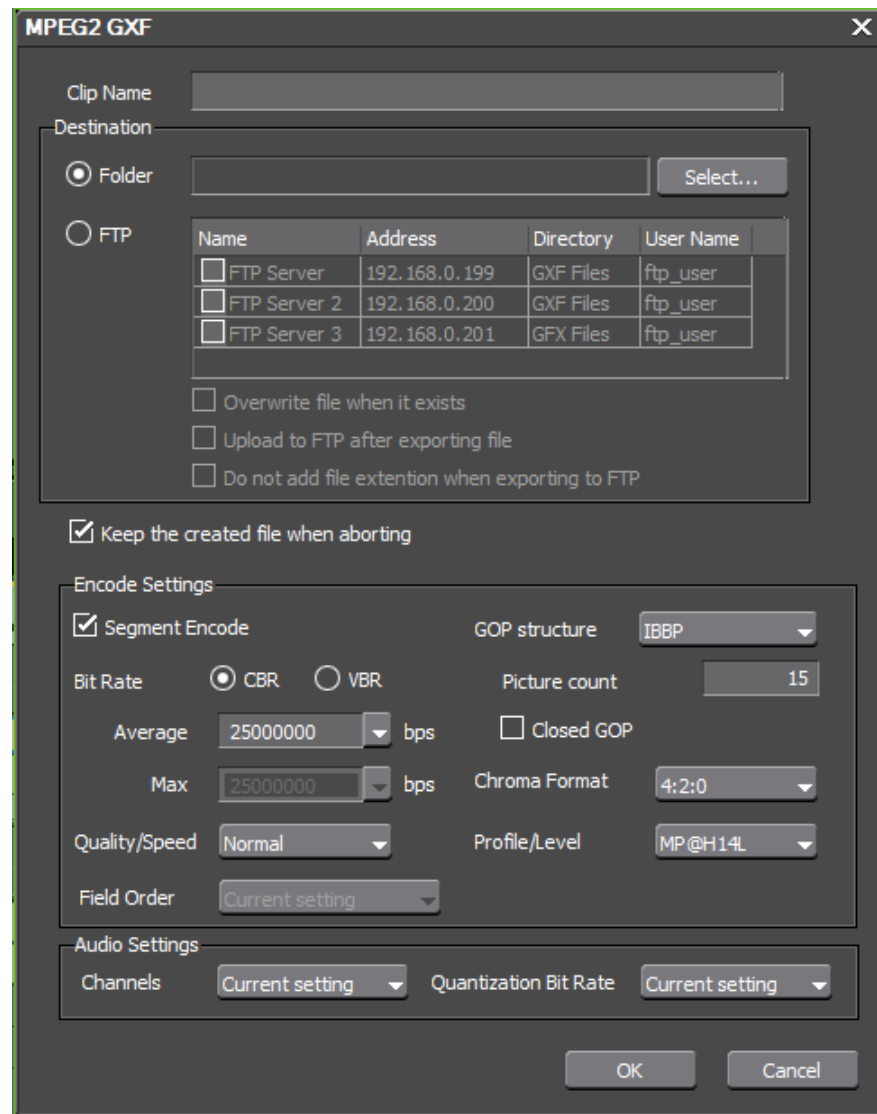 MPEG2 GXF
Clip Name
Destination
Folder
Select...
FTP
Name Address Directory User Name
FTP Server 192.168.0.199 GXF Files ftp_user
FTP Server 2 192.168.0.200 GXF Files ftp_user
FTP Server 3 192.168.0.201 GFX Files ftp_user
Overwrite file when it exists
Upload to FTP after exporting file
Do not add file extention when exporting to FTP
Keep the created file when aborting
Encode Settings
Segment Encode GOP structure IBBP
Bit Rate CBR VBR Picture count 15
Average 25000000 bps Closed GOP
Max 25000000 bps Chroma Format 4:2:0
Quality/Speed Normal Profile/Level MP@H14L
Field Order Current setting
Audio Settings
Channels Current setting Quantization Bit Rate Current setting
OK Cancel